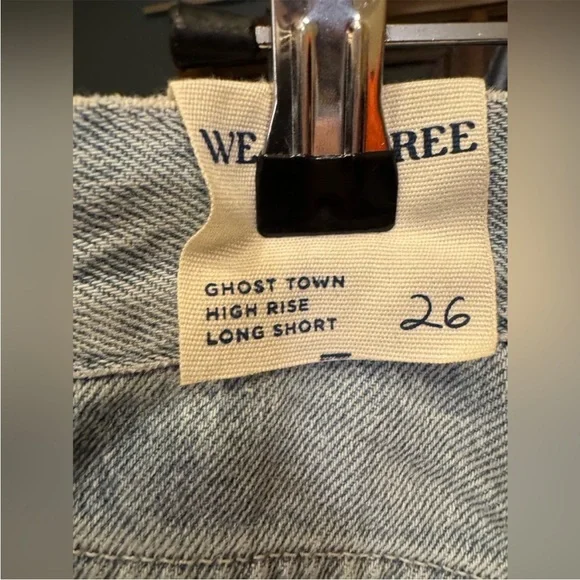 WE REE
GHOST TOWN
HIGH RISE
LONG SHORT
26